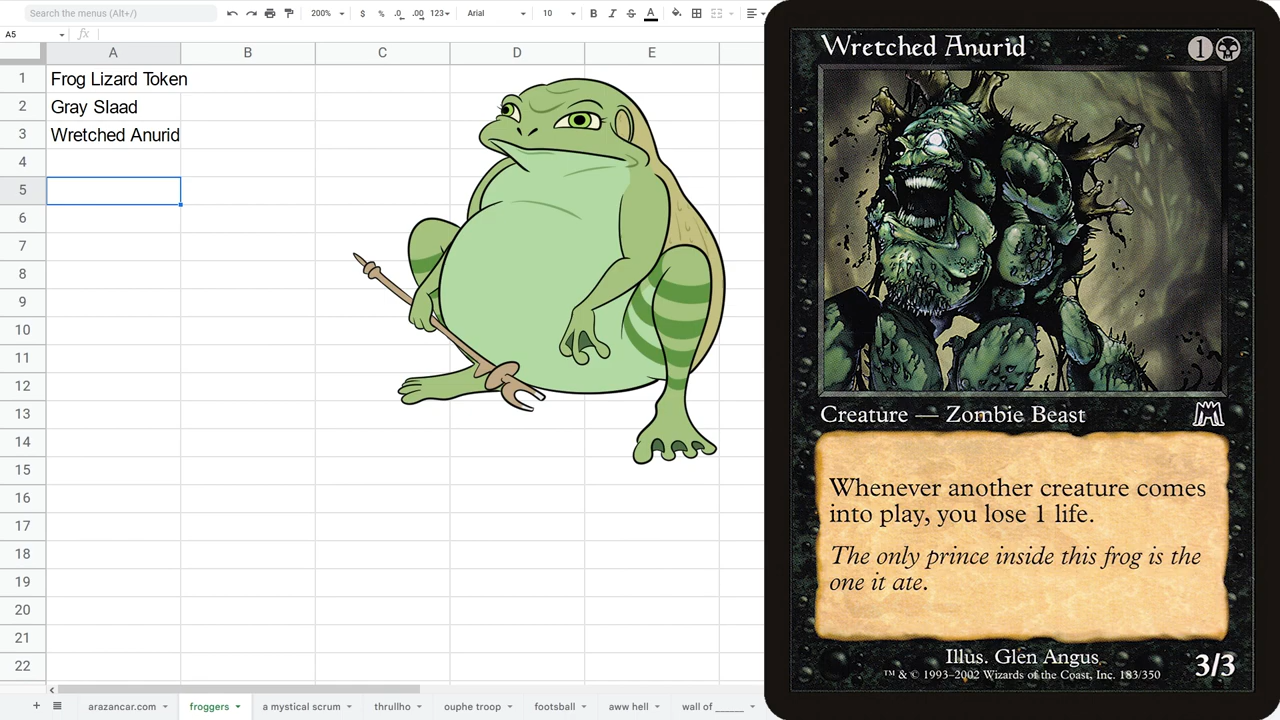 Search the menus (Alt+/)
200%
$
%
.0
.00
123
Arial
10
B
I
S
A
A5
fx
A
B
C
D
E
1
Frog Lizard Token
2
Gray Slaad
3
Wretched Anurid
4
5
6
7
8
9
10
11
12
13
14
15
16
17
18
19
20
21
22
arazancar.com
froggers
a mystical scrum
thrullho
ouphe troop
footsball
aww hell
wall of ______
Wretched Anurid
1
Creature — Zombie Beast
Whenever another creature comes
into play, you lose 1 life.
The only prince inside this frog is the
one it ate.
Illus. Glen Angus
™ & © 1993–2002 Wizards of the Coast, Inc. 183/350
3/3